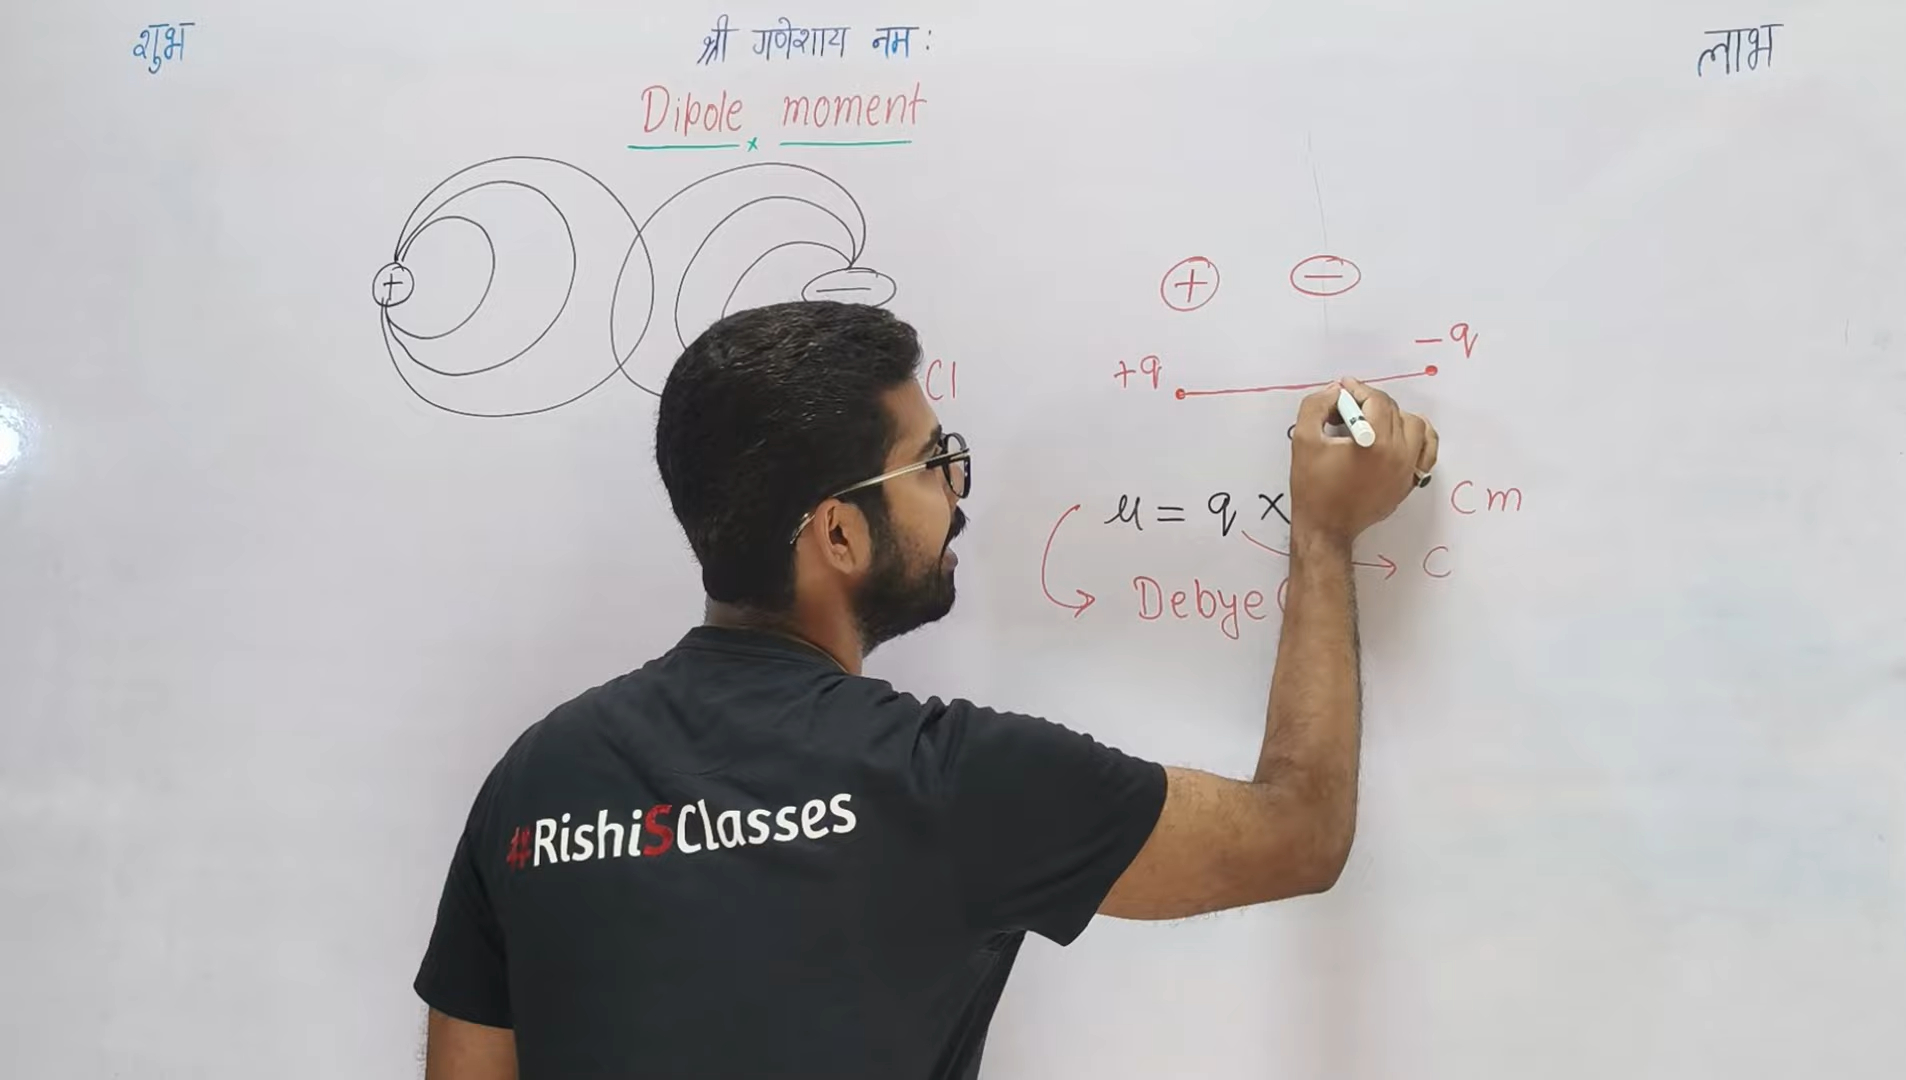 शुभ
श्री गणेशाय नम:
लाभ
Dipole moment
x
+
—
+
—
+q
—q
Cl
μ = q ×
Cm
C
Debye (
#RishiSClasses